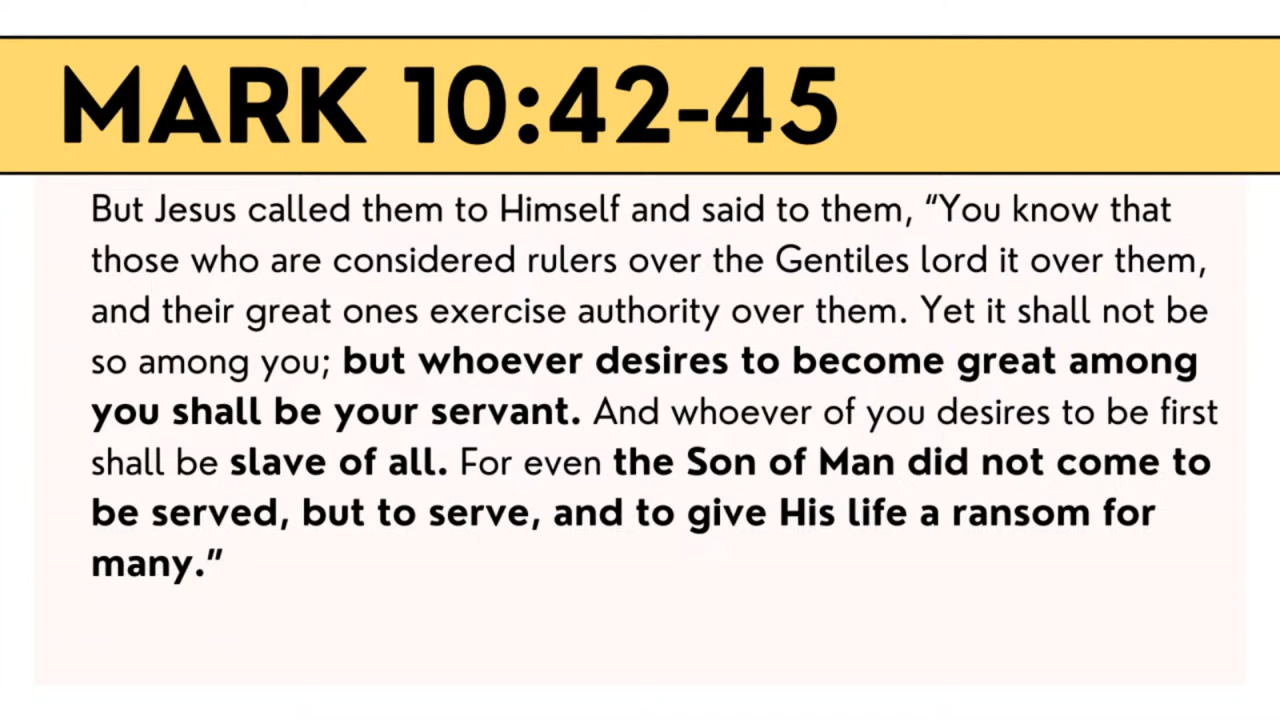 MARK 10:42-45
But Jesus called them to Himself and said to them, “You know that
those who are considered rulers over the Gentiles lord it over them,
and their great ones exercise authority over them. Yet it shall not be
so among you; but whoever desires to become great among
you shall be your servant. And whoever of you desires to be first
shall be slave of all. For even the Son of Man did not come to
be served, but to serve, and to give His life a ransom for
many.”